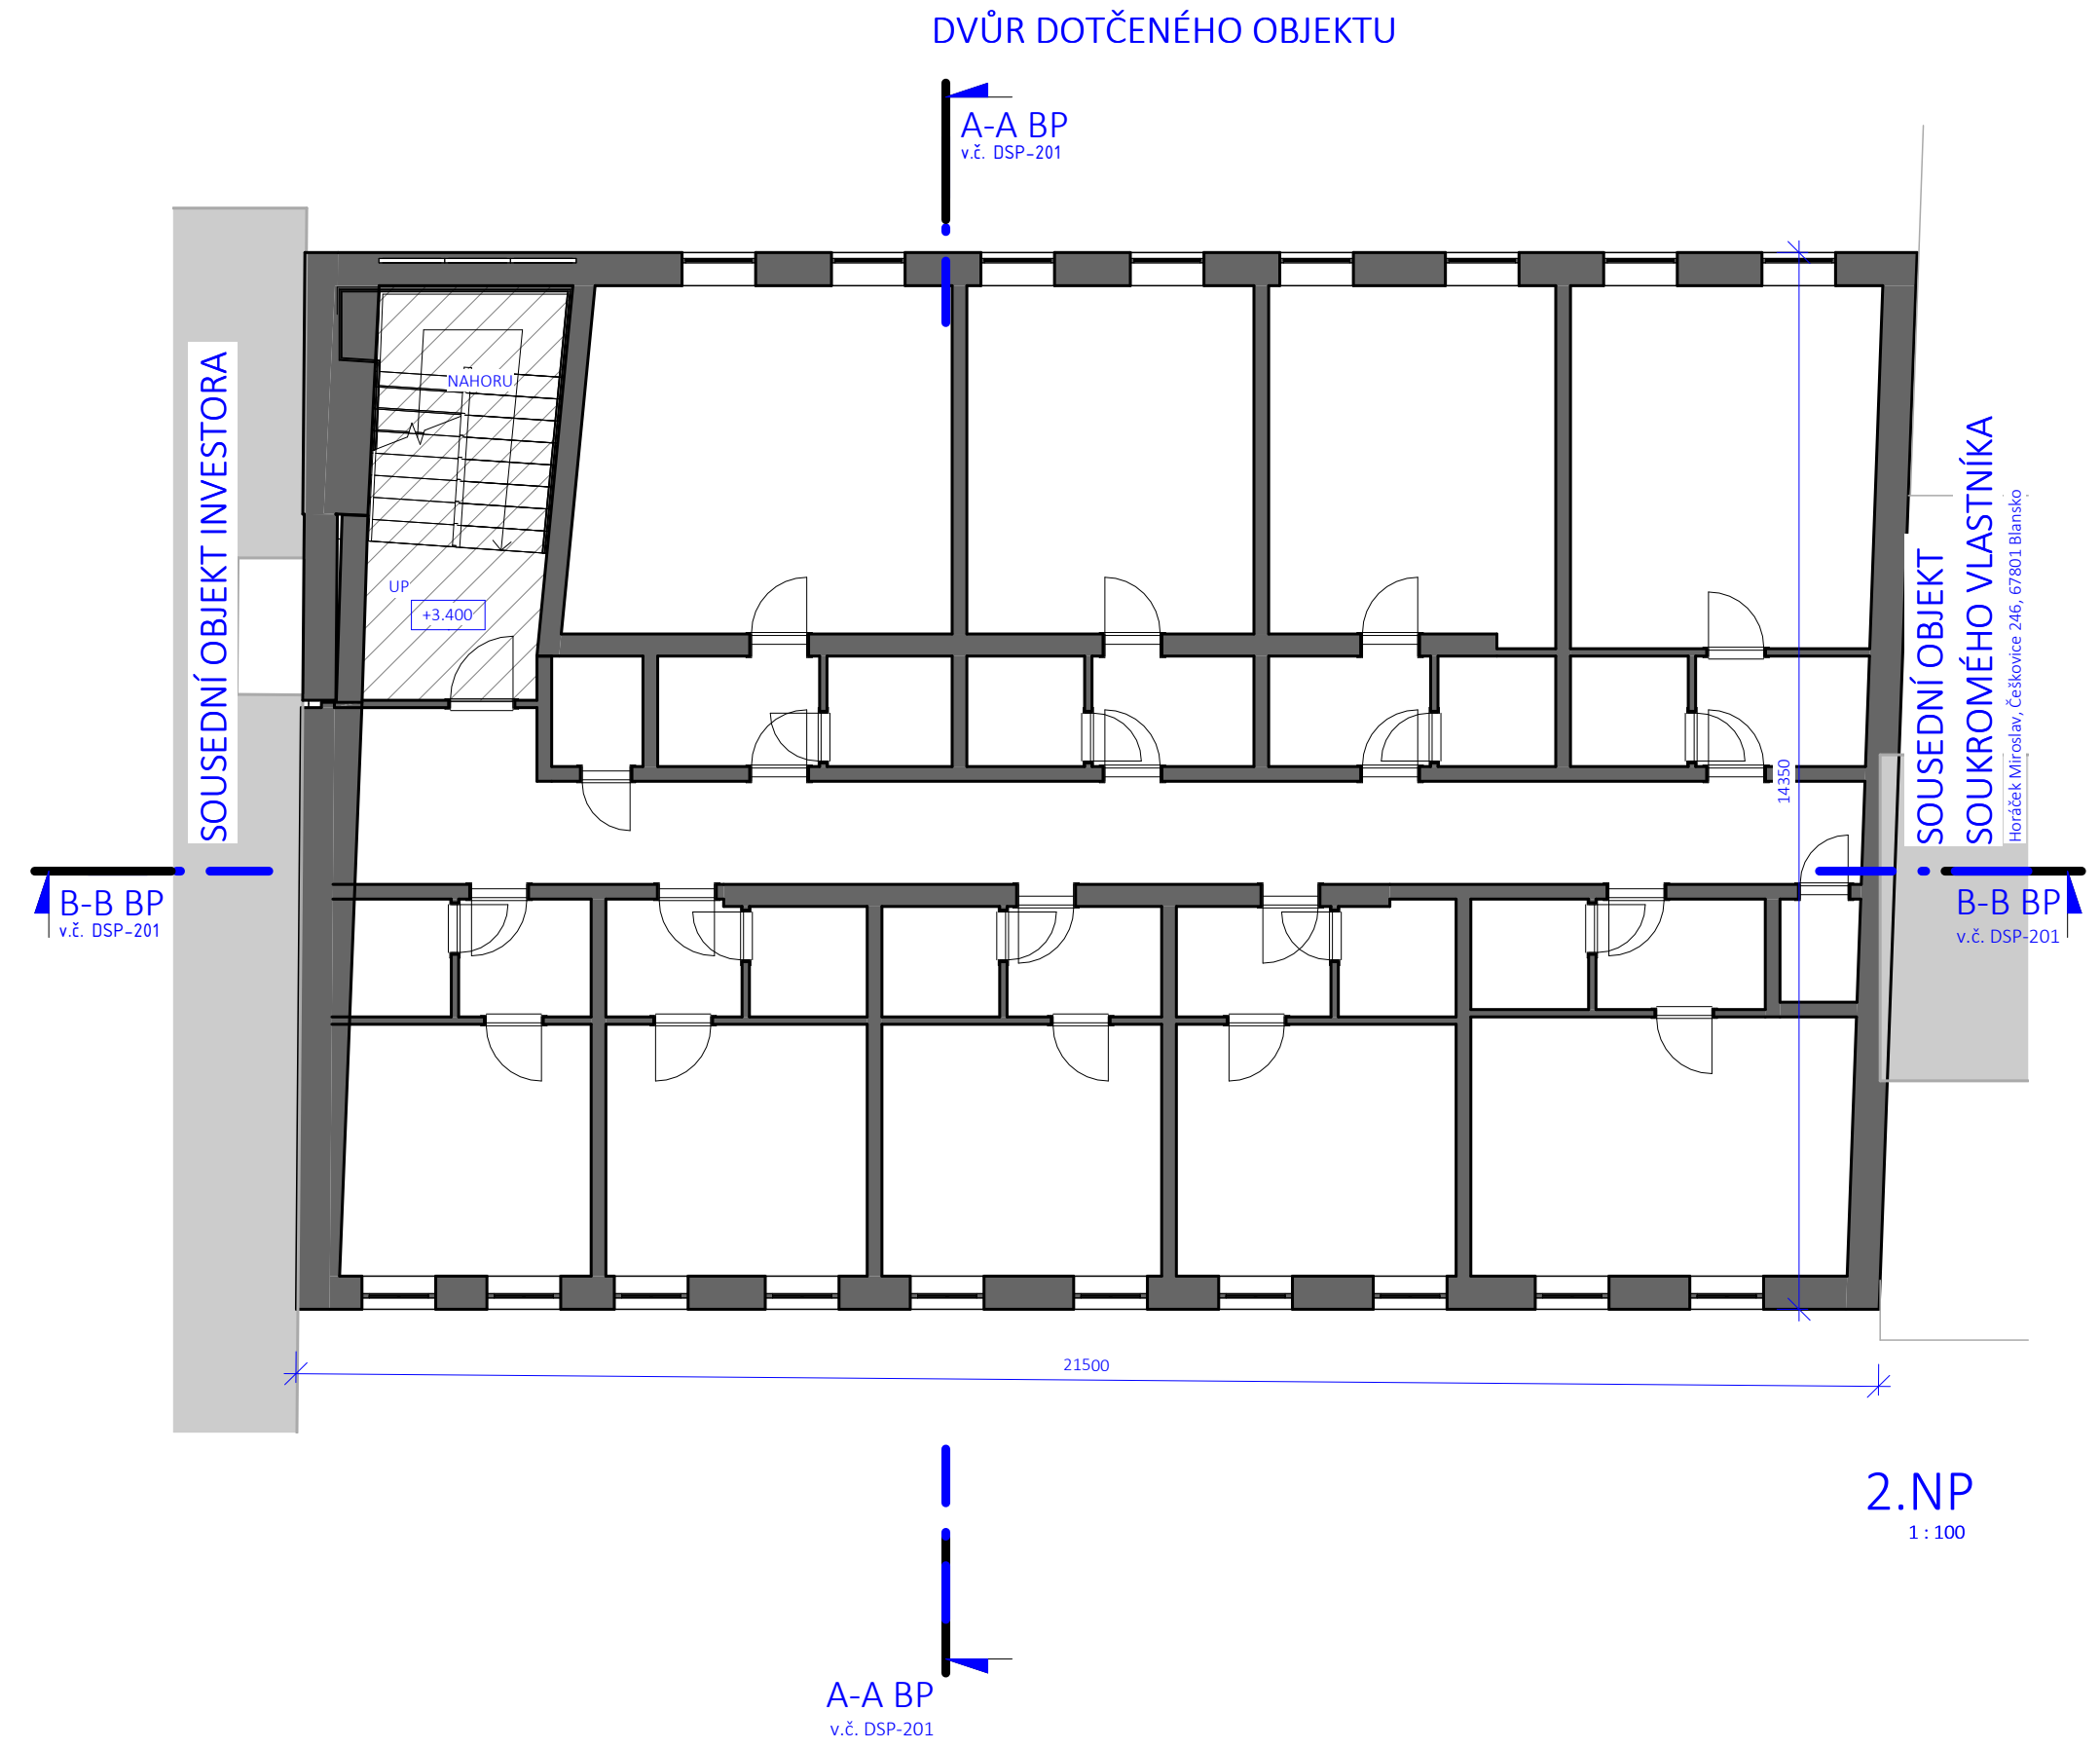 DVŮR DOTČENÉHO OBJEKTU
A-A BP
v.č. DSP-201
SOUSEDNÍ OBJEKT INVESTORA
NAHORU
UP
+3.400
SOUSEDNÍ OBJEKT
SOUKROMÉHO VLASTNÍKA
Horáček Miroslav, Češkovice 246, 67801 Blansko
14350
B-B BP
v.č. DSP-201
B-B BP
v.č. DSP-201
21500
2.NP
1 : 100
A-A BP
v.č. DSP-201